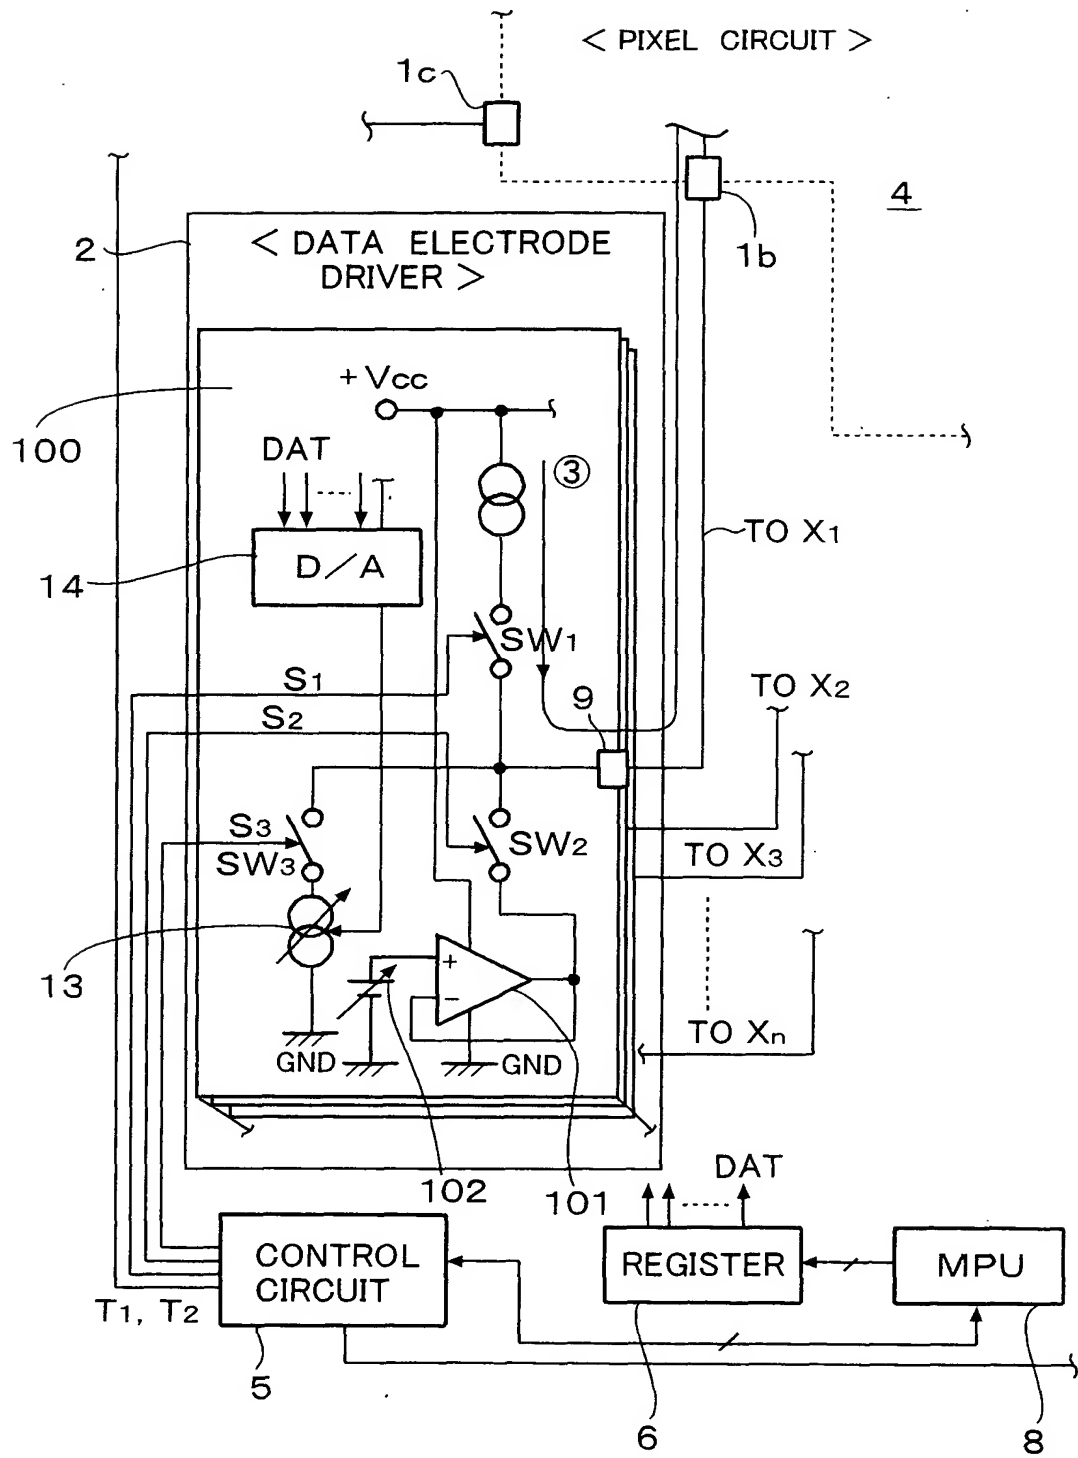 < PIXEL CIRCUIT >
1c
4
1b
2
< DATA ELECTRODE
DRIVER >
+Vcc
100
DAT
③
D/A
14
TO X1
SW1
S1
TO X2
9
S2
S3
SW2
SW3
TO X3
13
+
−
TO Xn
GND
GND
102
101
DAT
CONTROL
CIRCUIT
REGISTER
MPU
T1, T2
5
6
8